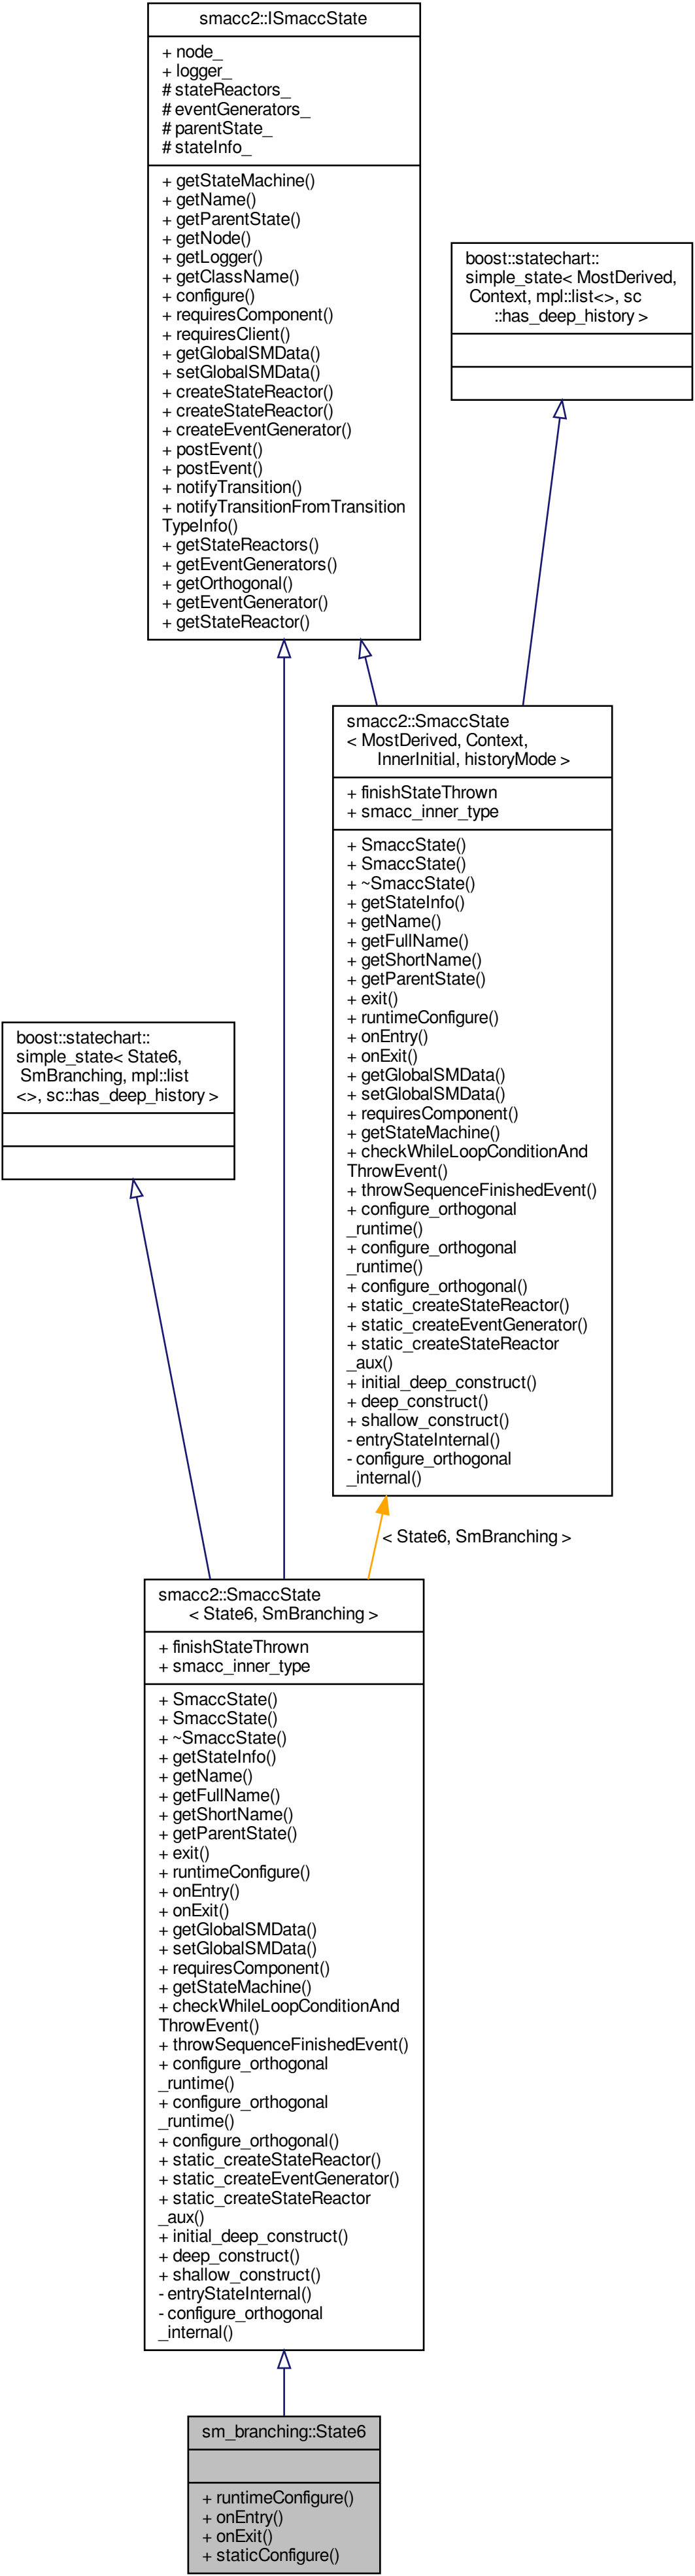 smacc2::ISmaccState
+ node_
+ logger_
# stateReactors_
# eventGenerators_
# parentState_
# stateInfo_
+ getStateMachine()
+ getName()
+ getParentState()
+ getNode()
+ getLogger()
+ getClassName()
+ configure()
+ requiresComponent()
+ requiresClient()
+ getGlobalSMData()
+ setGlobalSMData()
+ createStateReactor()
+ createStateReactor()
+ createEventGenerator()
+ postEvent()
+ postEvent()
+ notifyTransition()
+ notifyTransitionFromTransition
TypeInfo()
+ getStateReactors()
+ getEventGenerators()
+ getOrthogonal()
+ getEventGenerator()
+ getStateReactor()
boost::statechart::
simple_state< MostDerived,
Context, mpl::list<>, sc
::has_deep_history >
smacc2::SmaccState
< MostDerived, Context,
InnerInitial, historyMode >
+ finishStateThrown
+ smacc_inner_type
+ SmaccState()
+ SmaccState()
+ ~SmaccState()
+ getStateInfo()
+ getName()
+ getFullName()
+ getShortName()
+ getParentState()
+ exit()
+ runtimeConfigure()
+ onEntry()
+ onExit()
+ getGlobalSMData()
+ setGlobalSMData()
+ requiresComponent()
+ getStateMachine()
+ checkWhileLoopConditionAnd
ThrowEvent()
+ throwSequenceFinishedEvent()
+ configure_orthogonal
_runtime()
+ configure_orthogonal
_runtime()
+ configure_orthogonal()
+ static_createStateReactor()
+ static_createEventGenerator()
+ static_createStateReactor
_aux()
+ initial_deep_construct()
+ deep_construct()
+ shallow_construct()
- entryStateInternal()
- configure_orthogonal
_internal()
boost::statechart::
simple_state< State6,
SmBranching, mpl::list
<>, sc::has_deep_history >
< State6, SmBranching >
smacc2::SmaccState
< State6, SmBranching >
+ finishStateThrown
+ smacc_inner_type
+ SmaccState()
+ SmaccState()
+ ~SmaccState()
+ getStateInfo()
+ getName()
+ getFullName()
+ getShortName()
+ getParentState()
+ exit()
+ runtimeConfigure()
+ onEntry()
+ onExit()
+ getGlobalSMData()
+ setGlobalSMData()
+ requiresComponent()
+ getStateMachine()
+ checkWhileLoopConditionAnd
ThrowEvent()
+ throwSequenceFinishedEvent()
+ configure_orthogonal
_runtime()
+ configure_orthogonal
_runtime()
+ configure_orthogonal()
+ static_createStateReactor()
+ static_createEventGenerator()
+ static_createStateReactor
_aux()
+ initial_deep_construct()
+ deep_construct()
+ shallow_construct()
- entryStateInternal()
- configure_orthogonal
_internal()
sm_branching::State6
+ runtimeConfigure()
+ onEntry()
+ onExit()
+ staticConfigure()